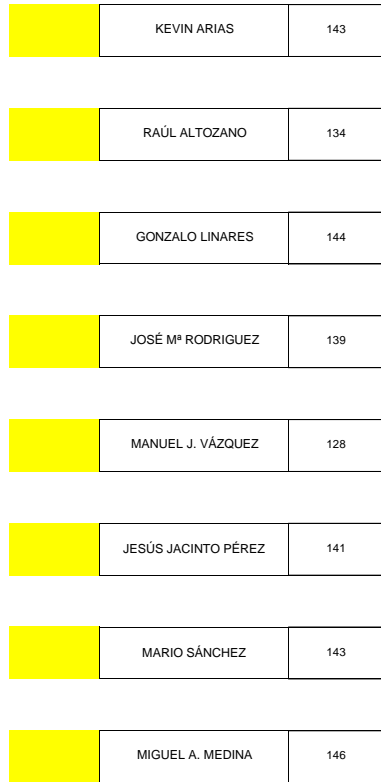 KEVIN ARIAS 143
RAÚL ALTOZANO 134
GONZALO LINARES 144
JOSÉ Mª RODRIGUEZ 139
MANUEL J. VÁZQUEZ 128
JESÚS JACINTO PÉREZ 141
MARIO SÁNCHEZ 143
MIGUEL A. MEDINA 146